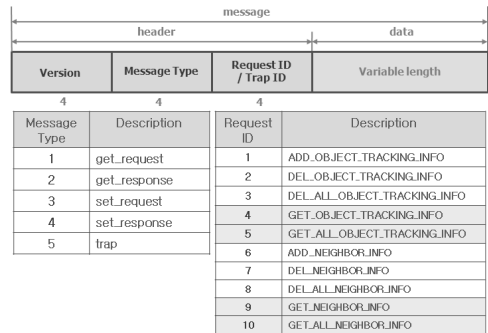 message
header data
Version Message Type Request ID / Trap ID Variable length
4 4 4
Message Type Description
1 get_request
2 get_response
3 set_request
4 set_response
5 trap
Request ID Description
1 ADD_OBJECT_TRACKING_INFO
2 DEL_OBJECT_TRACKING_INFO
3 DEL_ALL_OBJECT_TRACKING_INFO
4 GET_OBJECT_TRACKING_INFO
5 GET_ALL_OBJECT_TRACKING_INFO
6 ADD_NEIGHBOR_INFO
7 DEL_NEIGHBOR_INFO
8 DEL_ALL_NEIGHBOR_INFO
9 GET_NEIGHBOR_INFO
10 GET_ALL_NEIGHBOR_INFO